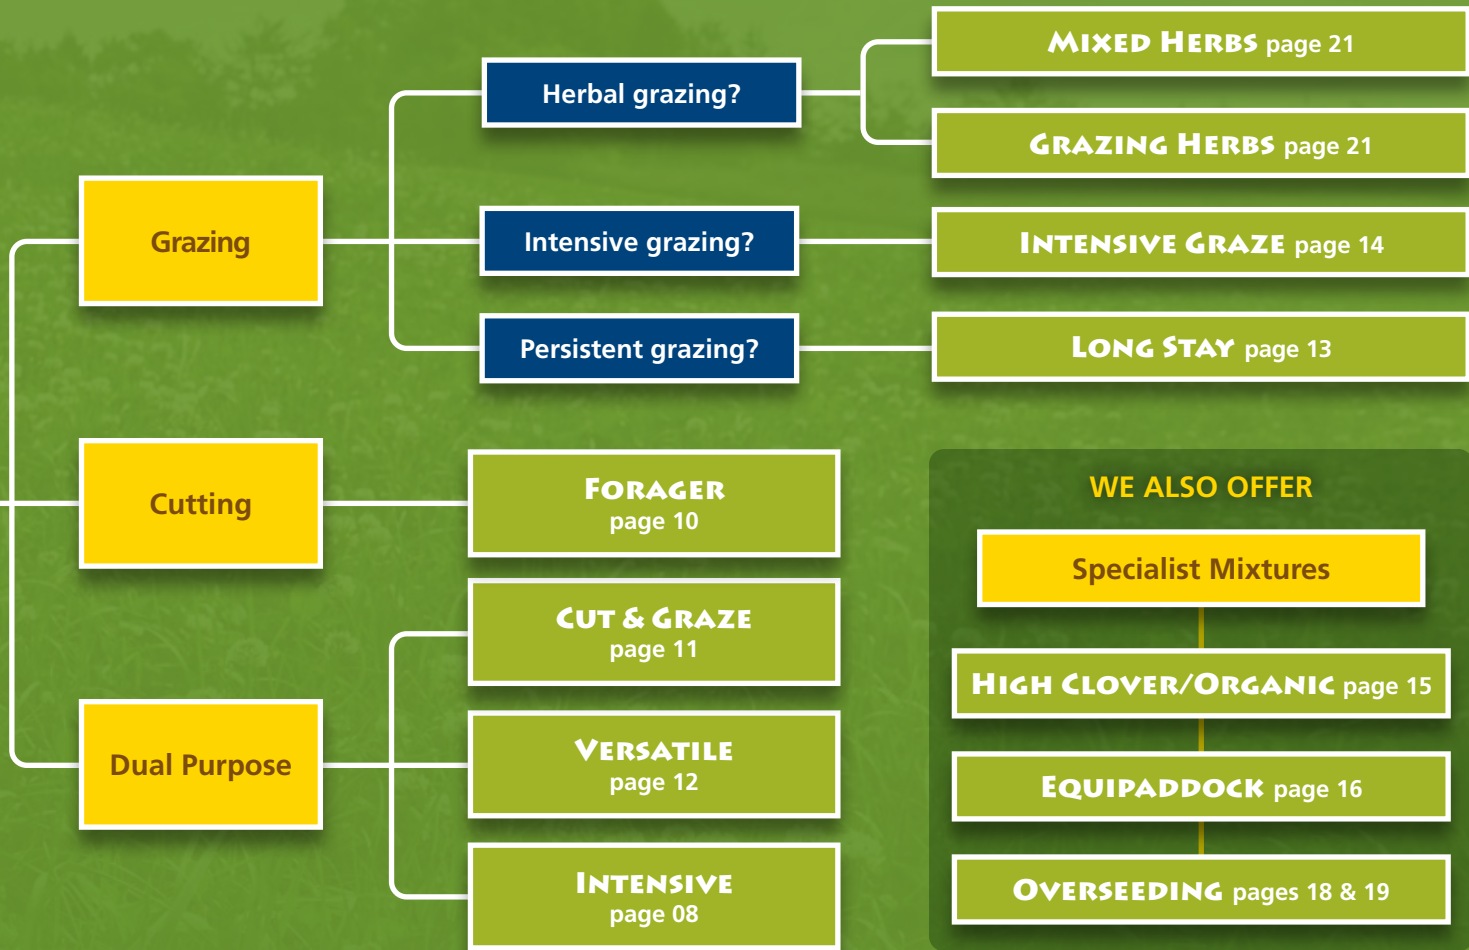 Grazing
Herbal grazing?
MIXED HERBS page 21
GRAZING HERBS page 21
Intensive grazing?
INTENSIVE GRAZE page 14
Persistent grazing?
LONG STAY page 13
Cutting
FORAGER
page 10
Dual Purpose
CUT & GRAZE
page 11
VERSATILE
page 12
INTENSIVE
page 08
WE ALSO OFFER
Specialist Mixtures
HIGH CLOVER/ORGANIC page 15
EQUIPADDOCK page 16
OVERSEEDING pages 18 & 19